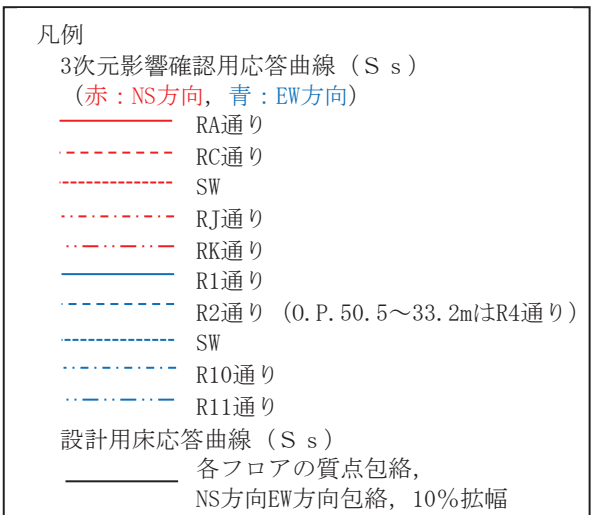 凡例
3次元影響確認用応答曲線（Ｓｓ）
(赤：NS方向, 青：EW方向)
RA通り
RC通り
SW
RJ通り
RK通り
R1通り
R2通り（O.P.50.5～33.2mはR4通り）
SW
R10通り
R11通り
設計用床応答曲線（Ｓｓ）
各フロアの質点包絡,
NS方向EW方向包絡, 10％拡幅